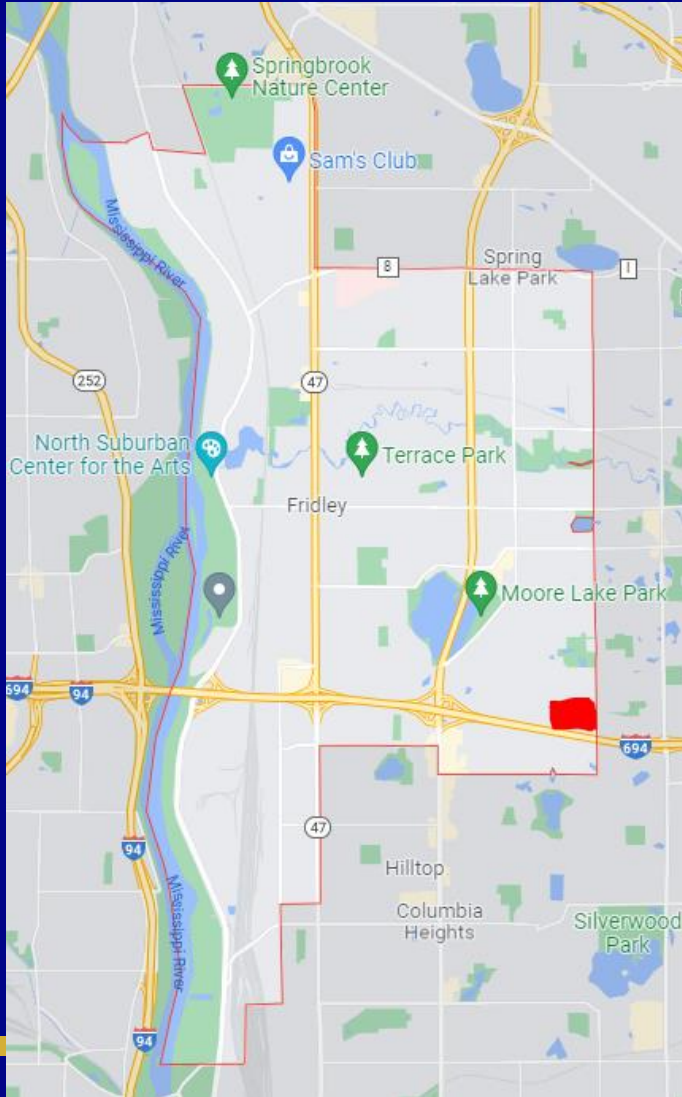 Springbrook
Nature Center
Sam's Club
Mississippi River
8
Spring
Lake Park
I
252
47
North Suburban
Center for the Arts
Terrace Park
Fridley
Mississippi River
Moore Lake Park
694
94
694
47
94
Hilltop
Columbia
Heights
Silverwood
Park
Mississippi River
94